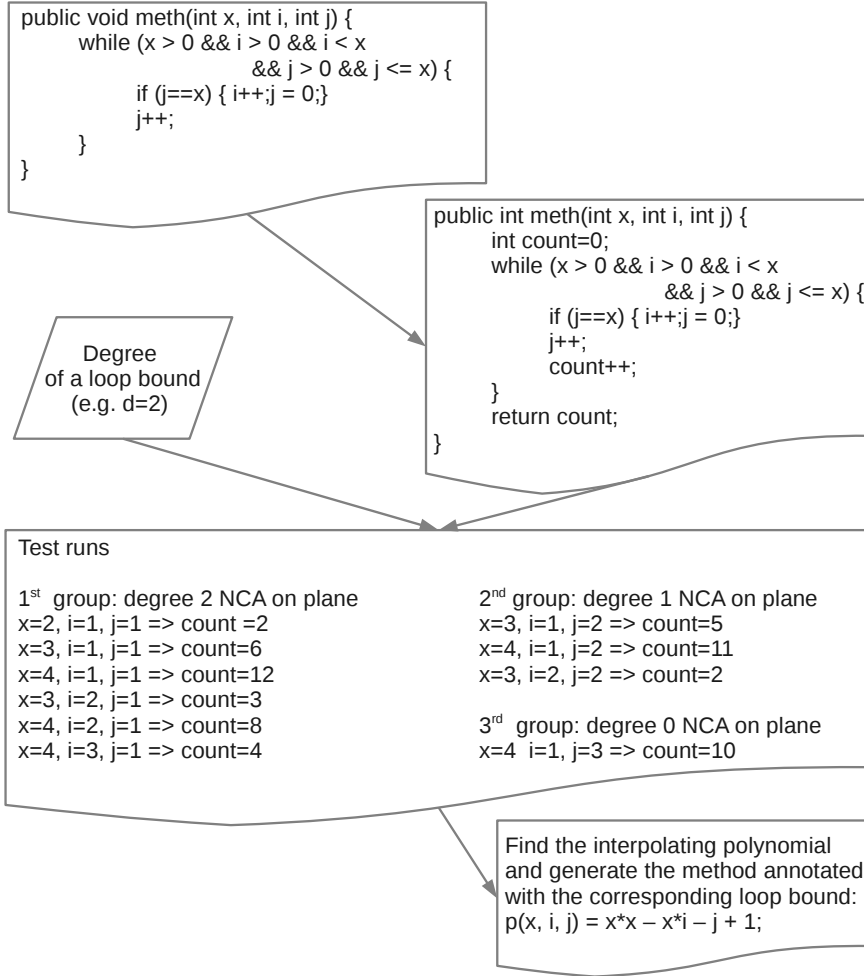 public void meth(int x, int i, int j) {
while (x > 0 && i > 0 && i < x
&& j > 0 && j <= x) {
if (j==x) { i++;j = 0;}
j++;
}
}
public int meth(int x, int i, int j) {
int count=0;
while (x > 0 && i > 0 && i < x
&& j > 0 && j <= x) {
if (j==x) { i++;j = 0;}
j++;
count++;
}
return count;
}
Degree
of a loop bound
(e.g. d=2)
Test runs
1st group: degree 2 NCA on plane
x=2, i=1, j=1 => count =2
x=3, i=1, j=1 => count=6
x=4, i=1, j=1 => count=12
x=3, i=2, j=1 => count=3
x=4, i=2, j=1 => count=8
x=4, i=3, j=1 => count=4
2nd group: degree 1 NCA on plane
x=3, i=1, j=2 => count=5
x=4, i=1, j=2 => count=11
x=3, i=2, j=2 => count=2
3rd group: degree 0 NCA on plane
x=4 i=1, j=3 => count=10
Find the interpolating polynomial
and generate the method annotated
with the corresponding loop bound:
p(x, i, j) = x*x – x*i – j + 1;